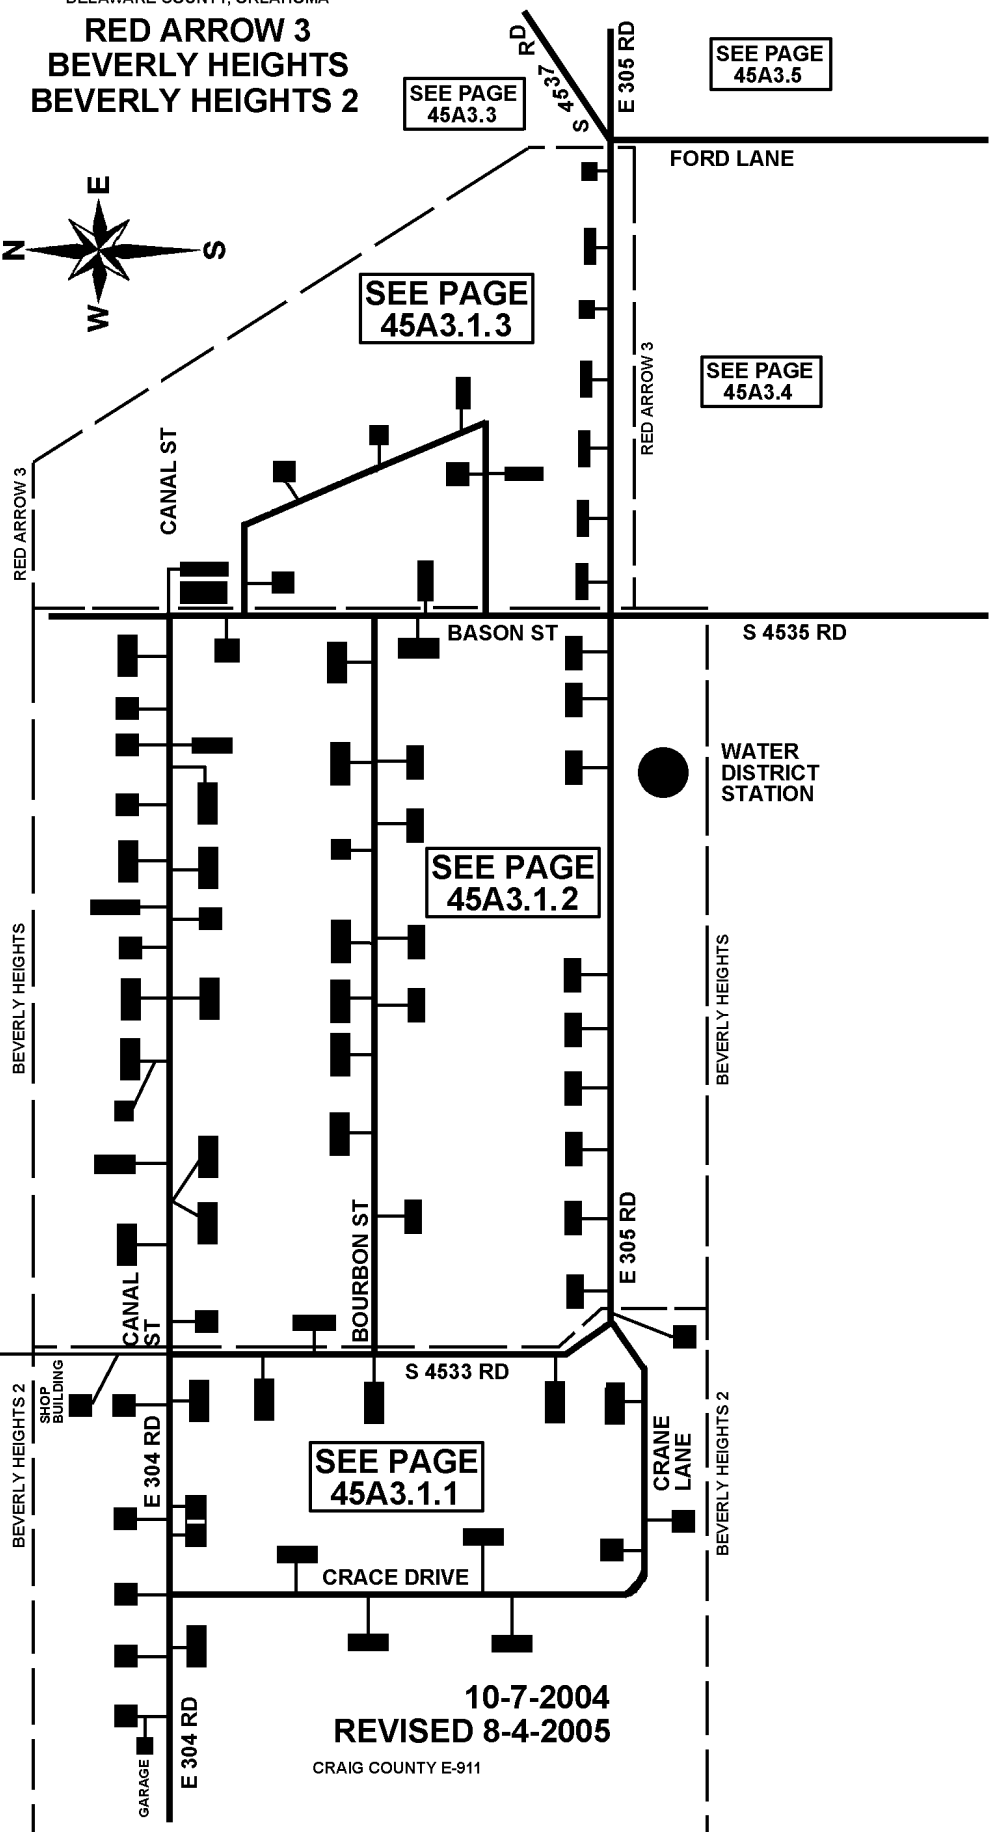 DELAWARE COUNTY, OKLAHOMA
RED ARROW 3
BEVERLY HEIGHTS
BEVERLY HEIGHTS 2
SEE PAGE
45A3.3
S 4537 RD
E 305 RD
SEE PAGE
45A3.5
FORD LANE
N
E
S
W
SEE PAGE
45A3.1.3
RED ARROW 3
SEE PAGE
45A3.4
CANAL ST
RED ARROW 3
BASON ST
S 4535 RD
WATER
DISTRICT
STATION
SEE PAGE
45A3.1.2
BEVERLY HEIGHTS
BEVERLY HEIGHTS
CANAL
ST
BOURBON ST
E 305 RD
S 4533 RD
SHOP
BUILDING
BEVERLY HEIGHTS 2
E 304 RD
SEE PAGE
45A3.1.1
CRANE
LANE
BEVERLY HEIGHTS 2
CRACE DRIVE
10-7-2004
REVISED 8-4-2005
CRAIG COUNTY E-911
GARAGE
E 304 RD